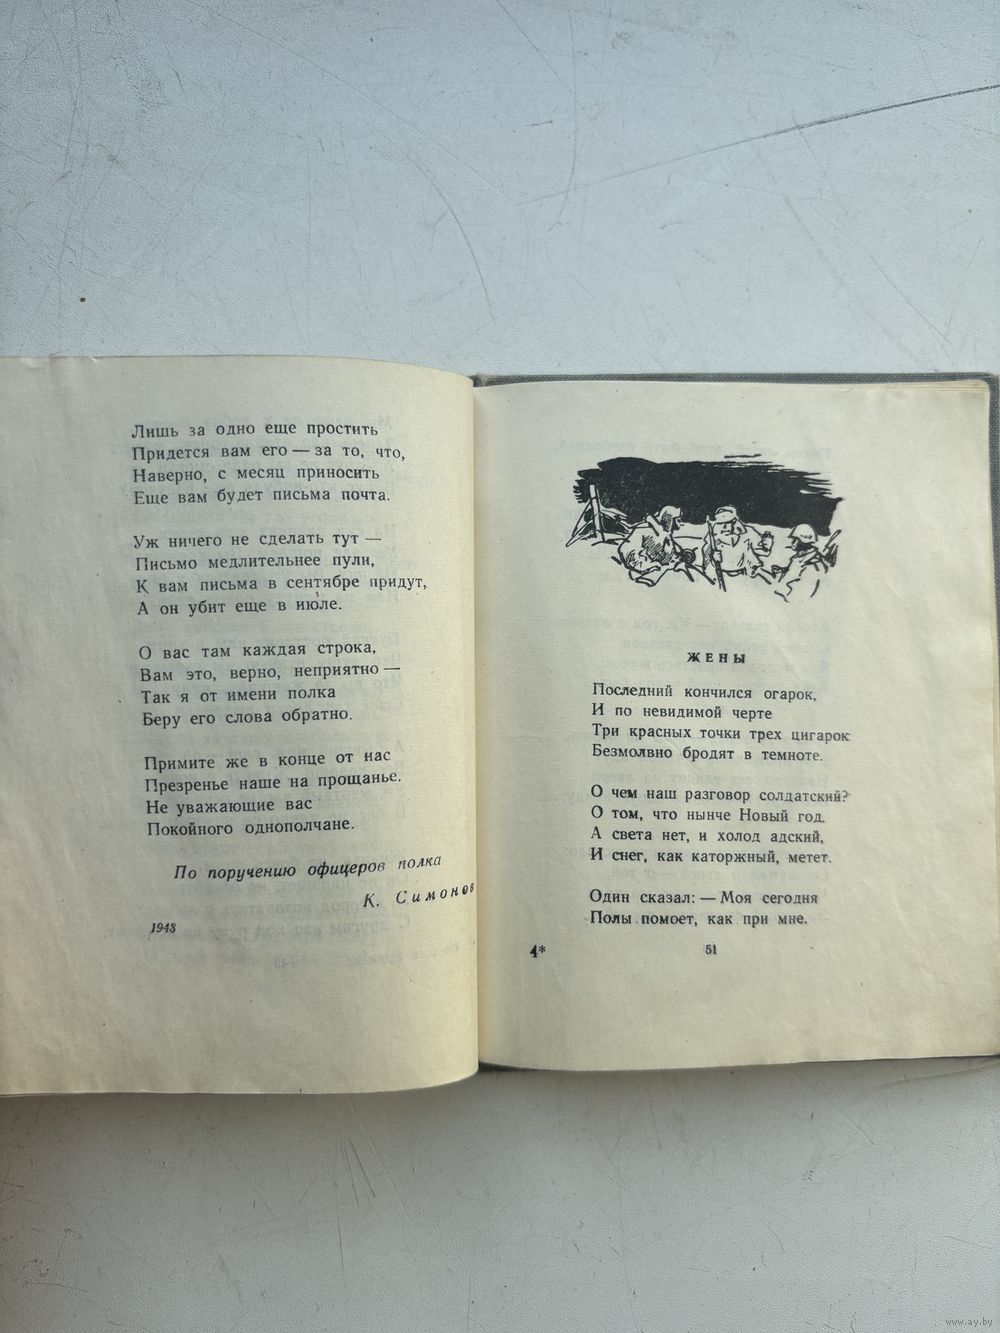 Лишь за одно еще простить
Придется вам его — за то, что,
Наверно, с месяц приносить
Еще вам будет письма почта.
Уж ничего не сделать тут —
Письмо медлительнее пули,
К вам письма в сентябре придут,
А он убит еще в июле.
О вас там каждая строка,
Вам это, верно, неприятно —
Так я от имени полка
Беру его слова обратно.
Примите же в конце от нас
Презренье наше на прощанье.
Не уважающие вас
Покойного однополчане.
По поручению офицеров полка
К. Симонов
1943
ЖЕНЫ
Последний кончился огарок,
И по невидимой черте
Три красных точки трех цигарок
Безмолвно бродят в темноте.
О чем наш разговор солдатский?
О том, что нынче Новый год,
А света нет, и холод адский,
И снег, как каторжный, метет.
Один сказал: — Моя сегодня
Полы помоет, как при мне.
4*
51
www.ay.by